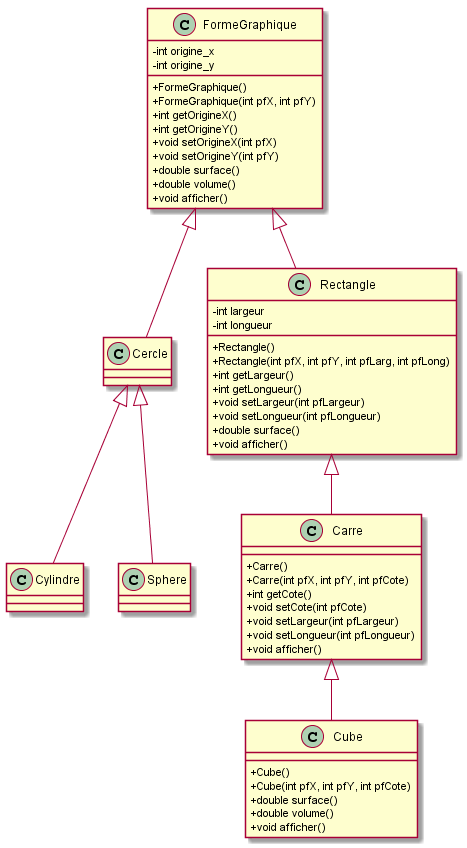 C FormeGraphique
-int origine_x
-int origine_y
+FormeGraphique()
+FormeGraphique(int pfX, int pfY)
+int getOrigineX()
+int getOrigineY()
+void setOrigineX(int pfX)
+void setOrigineY(int pfY)
+double surface()
+double volume()
+void afficher()
C Rectangle
-int largeur
-int longueur
+Rectangle()
+Rectangle(int pfX, int pfY, int pfLarg, int pfLong)
+int getLargeur()
+int getLongueur()
+void setLargeur(int pfLargeur)
+void setLongueur(int pfLongueur)
+double surface()
+void afficher()
C Cercle
C Cylindre
C Sphere
C Carre
+Carre()
+Carre(int pfX, int pfY, int pfCote)
+int getCote()
+void setCote(int pfCote)
+void setLargeur(int pfLargeur)
+void setLongueur(int pfLongueur)
+void afficher()
C Cube
+Cube()
+Cube(int pfX, int pfY, int pfCote)
+double surface()
+double volume()
+void afficher()